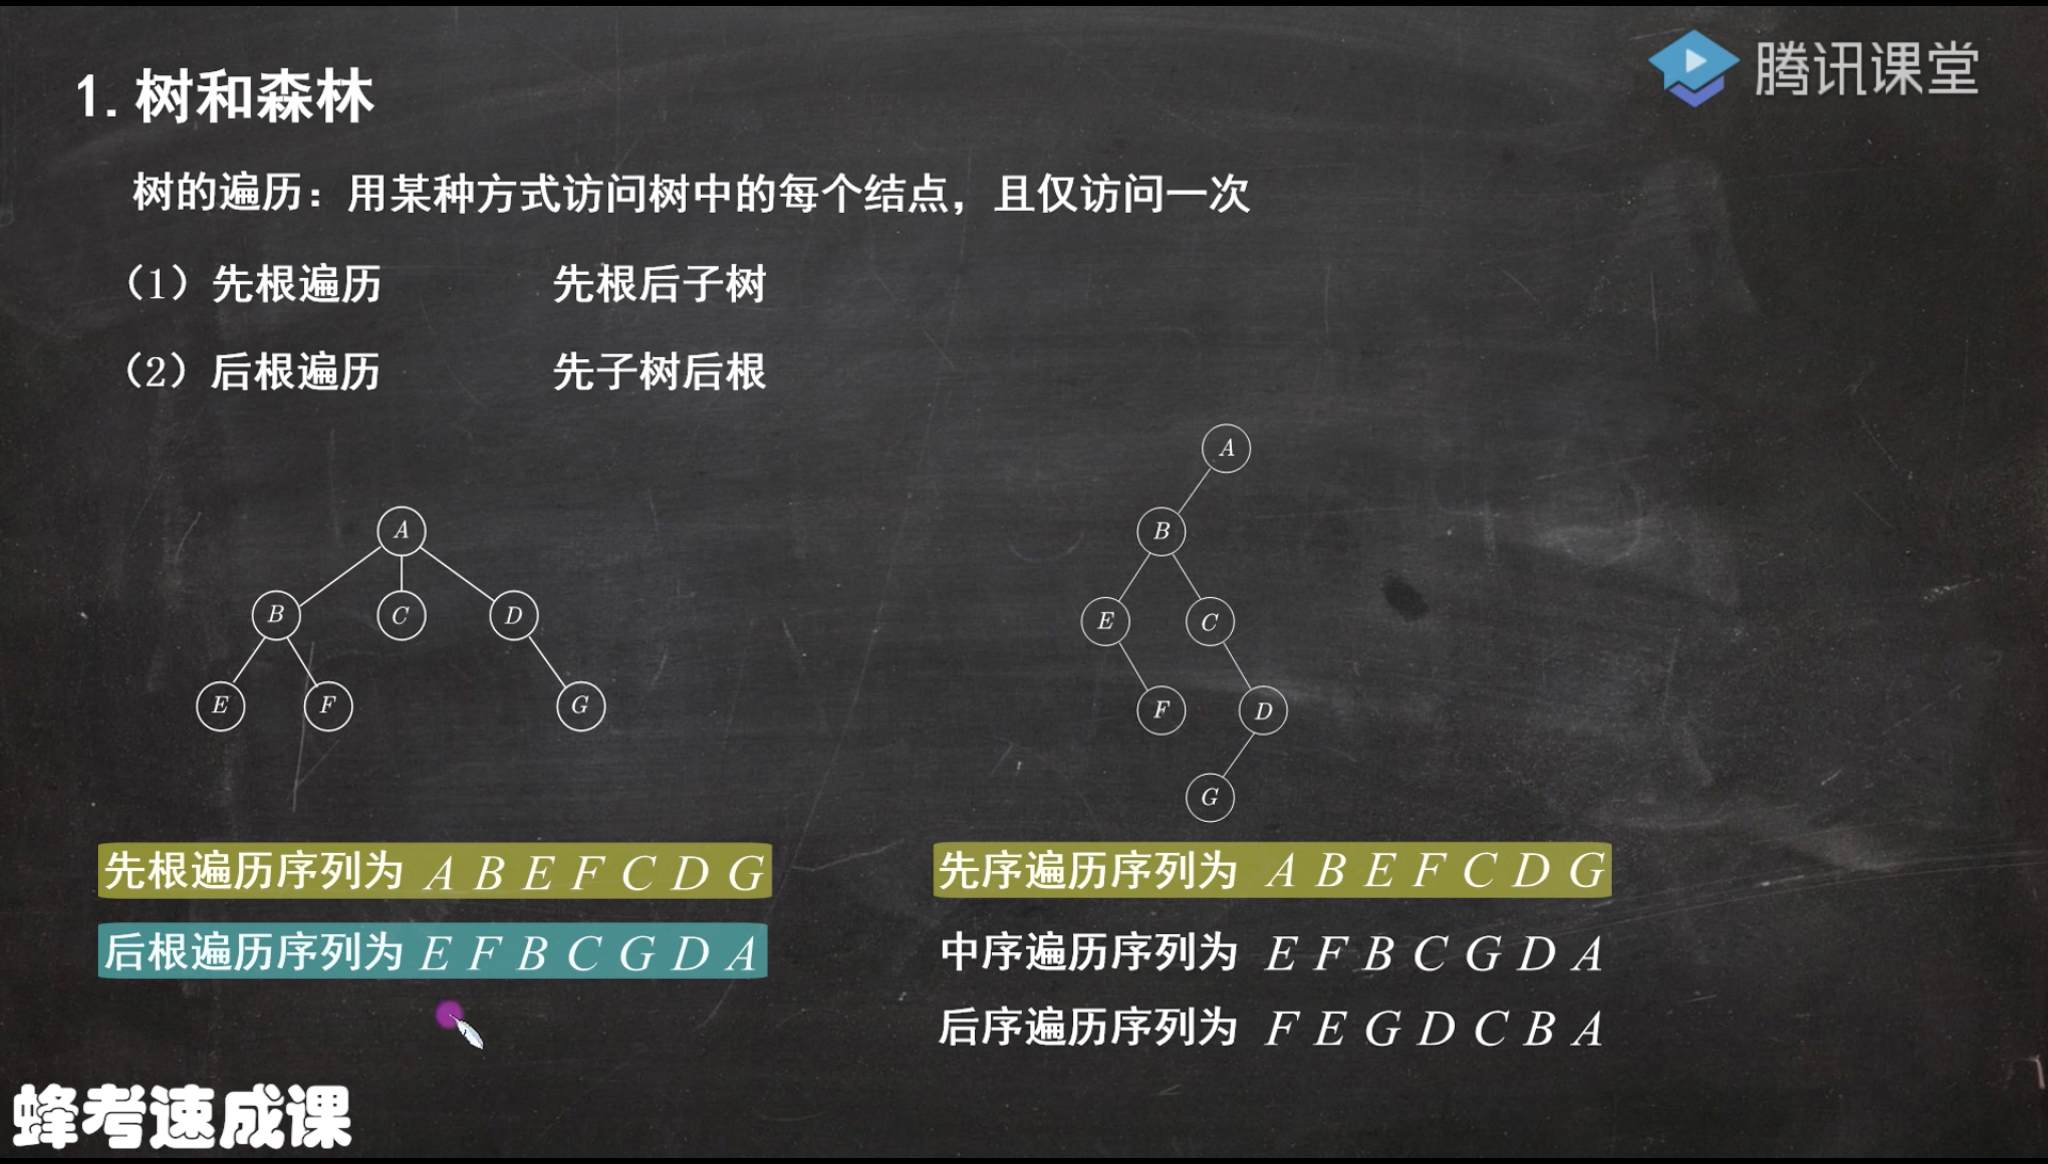 腾讯课堂
1. 树和森林
树的遍历：用某种方式访问树中的每个结点，且仅访问一次
（1）先根遍历 先根后子树
（2）后根遍历 先子树后根
A
B C D
E F G
A
B
E C
F D
G
先根遍历序列为 A B E F C D G
后根遍历序列为 E F B C G D A
先序遍历序列为 A B E F C D G
中序遍历序列为 E F B C G D A
后序遍历序列为 F E G D C B A
蜂考速成课